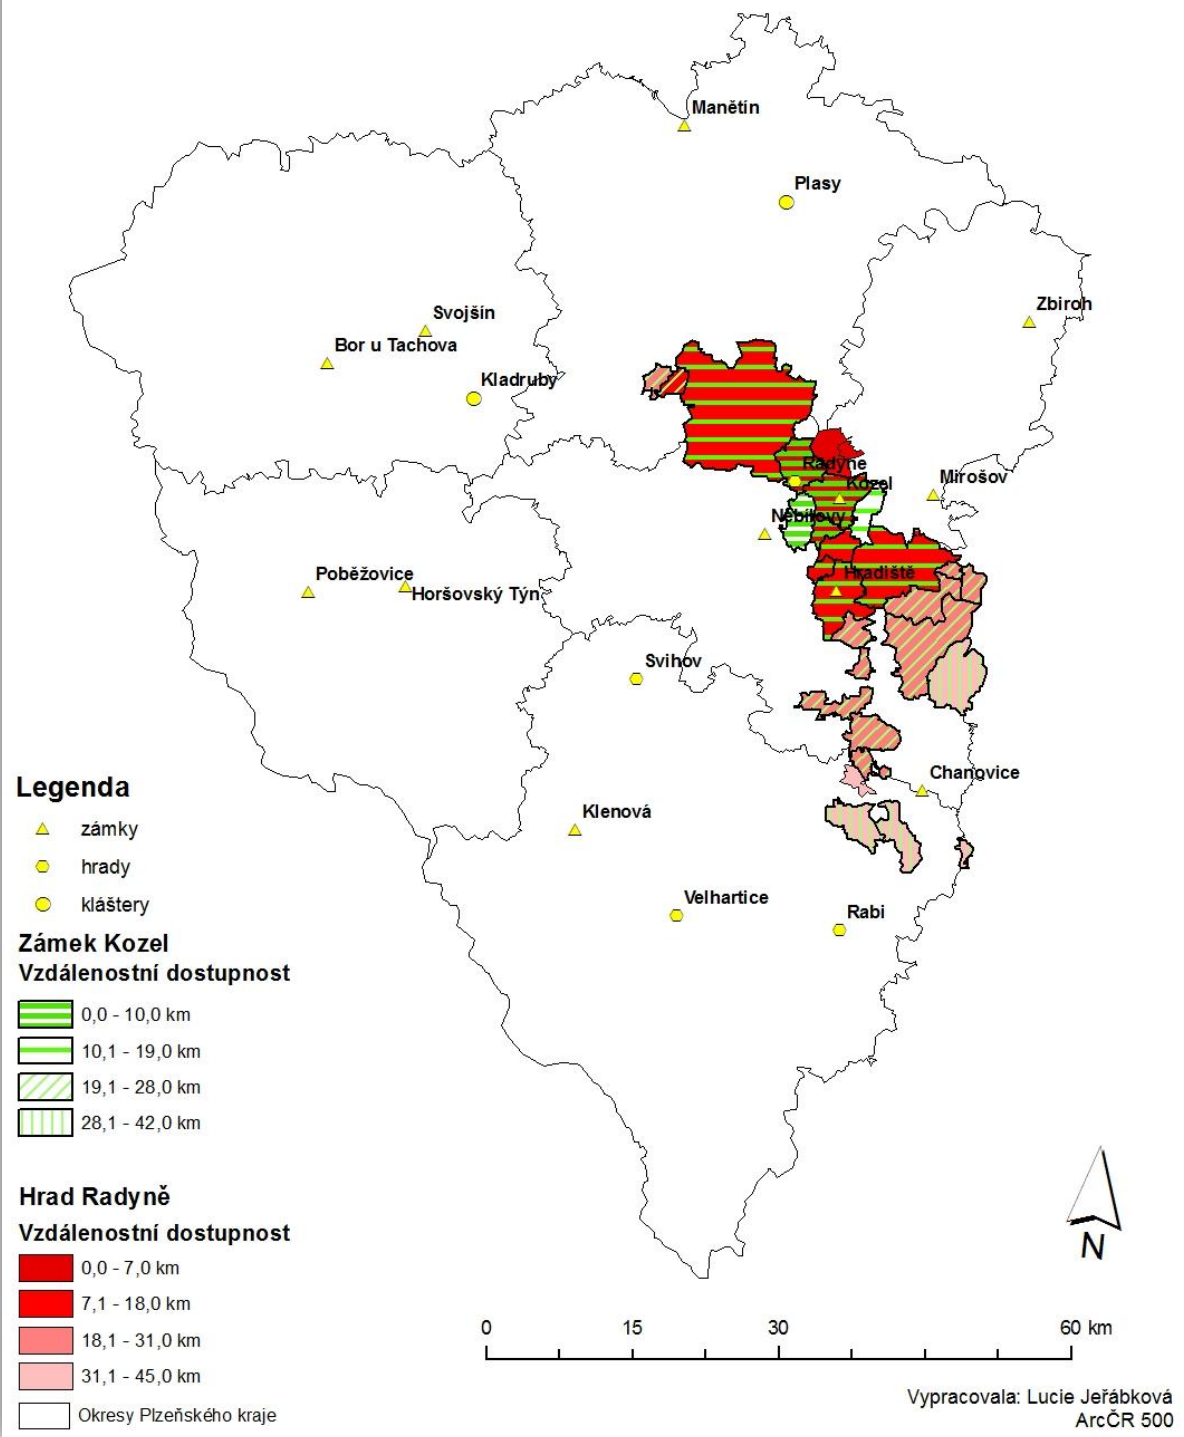 Manětín
Plasy
Zbiroh
Svojšín
Bor u Tachova
Kladruby
Radyne
Kozel
Mirošov
Nebílovy
Hradiště
Poběžovice
Horšovský Týn
Svihov
Chanovice
Klenová
Velhartice
Rabi
Legenda
zámky
hrady
kláštery
Zámek Kozel
Vzdálenostní dostupnost
0,0 - 10,0 km
10,1 - 19,0 km
19,1 - 28,0 km
28,1 - 42,0 km
Hrad Radyně
Vzdálenostní dostupnost
0,0 - 7,0 km
7,1 - 18,0 km
18,1 - 31,0 km
31,1 - 45,0 km
Okresy Plzeňského kraje
N
0 15 30 60 km
Vypracovala: Lucie Jeřábková
ArcČR 500